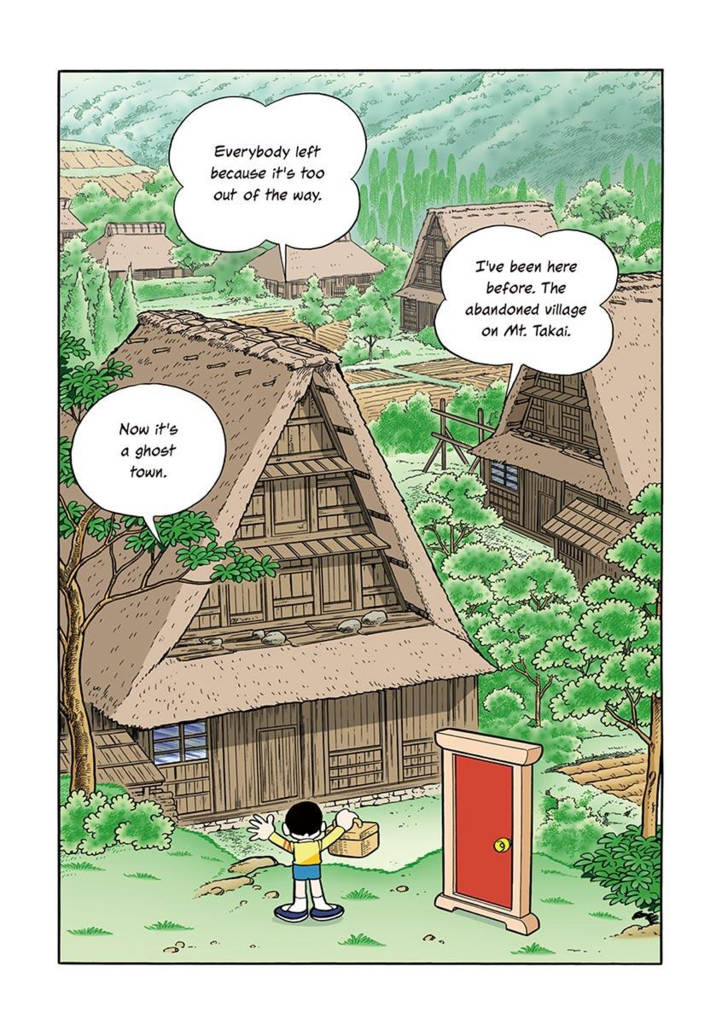 Everybody left
because it's too
out of the way.
I've been here
before. The
abandoned village
on Mt. Takai.
Now it's
a ghost
town.